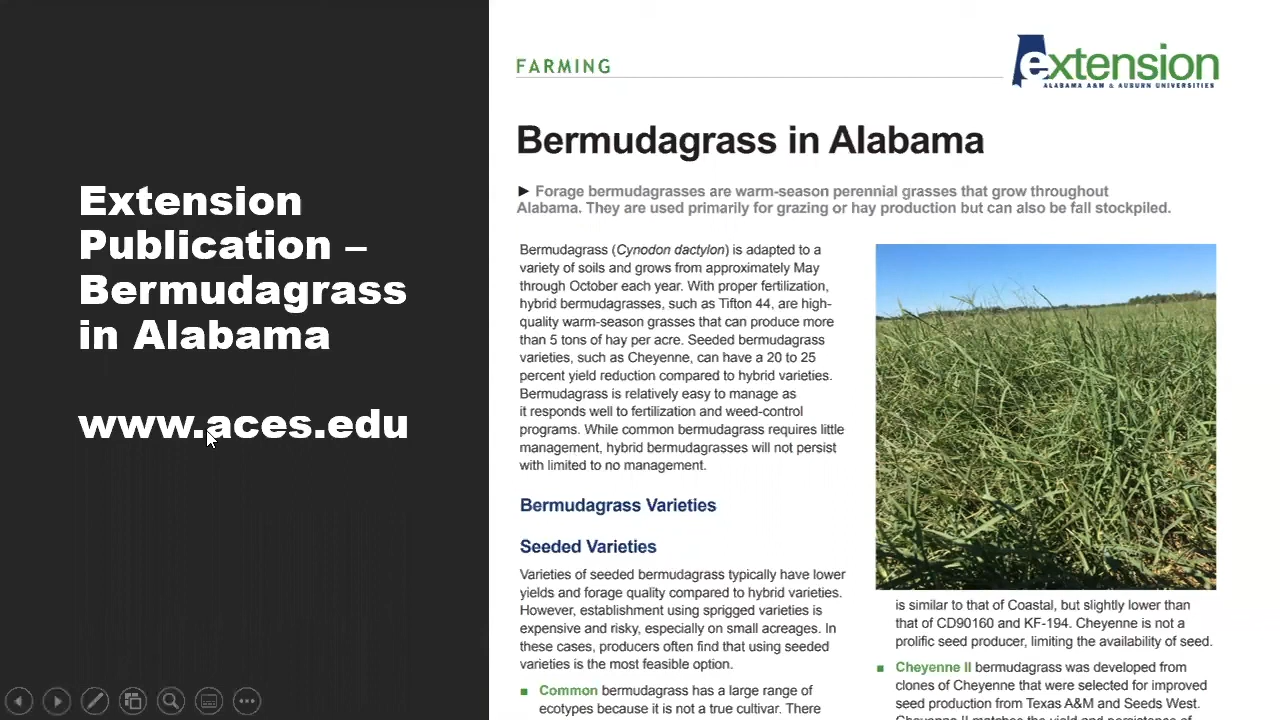 Extension
Publication –
Bermudagrass
in Alabama
www.aces.edu
FARMING
extension
ALABAMA A&M & AUBURN UNIVERSITIES
Bermudagrass in Alabama
► Forage bermudagrasses are warm-season perennial grasses that grow throughout
Alabama. They are used primarily for grazing or hay production but can also be fall stockpiled.
Bermudagrass (Cynodon dactylon) is adapted to a
variety of soils and grows from approximately May
through October each year. With proper fertilization,
hybrid bermudagrasses, such as Tifton 44, are high-
quality warm-season grasses that can produce more
than 5 tons of hay per acre. Seeded bermudagrass
varieties, such as Cheyenne, can have a 20 to 25
percent yield reduction compared to hybrid varieties.
Bermudagrass is relatively easy to manage as
it responds well to fertilization and weed-control
programs. While common bermudagrass requires little
management, hybrid bermudagrasses will not persist
with limited to no management.
Bermudagrass Varieties
Seeded Varieties
Varieties of seeded bermudagrass typically have lower
yields and forage quality compared to hybrid varieties.
However, establishment using sprigged varieties is
expensive and risky, especially on small acreages. In
these cases, producers often find that using seeded
varieties is the most feasible option.
■ Common bermudagrass has a large range of
ecotypes because it is not a true cultivar. There
is similar to that of Coastal, but slightly lower than
that of CD90160 and KF-194. Cheyenne is not a
prolific seed producer, limiting the availability of seed.
■ Cheyenne II bermudagrass was developed from
clones of Cheyenne that were selected for improved
seed production from Texas A&M and Seeds West.
Cheyenne II matches the yield and persistence of